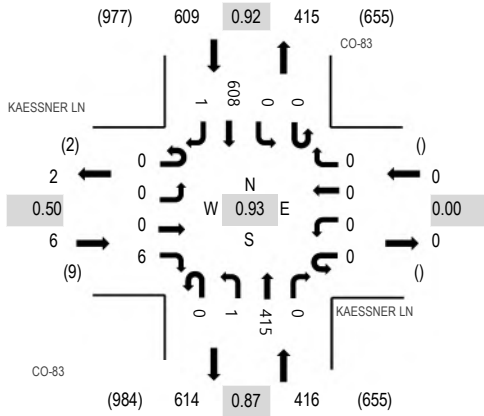 (977) 609 0.92 415 (655)
CO-83
1 608 0 0
KAESSNER LN
(2) 0 0 ()
2 0 0 0
0.50 N 0.00
W 0.93 E
6 0 0 0
S
(9) 6 0 ()
0 1 415 0
KAESSNER LN
CO-83
(984) 614 0.87 416 (655)